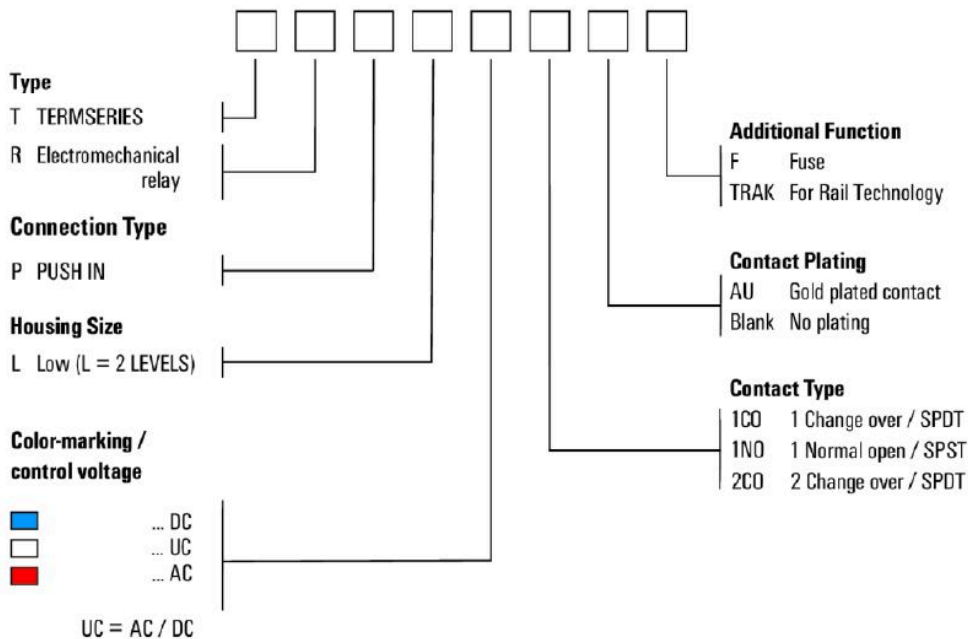 Type
T TERMSERIES
R Electromechanical
relay
Connection Type
P PUSH IN
Housing Size
L Low (L = 2 LEVELS)
Color-marking /
control voltage
... DC
... UC
... AC
UC = AC / DC
Additional Function
F Fuse
TRAK For Rail Technology
Contact Plating
AU Gold plated contact
Blank No plating
Contact Type
1CO 1 Change over / SPDT
1NO 1 Normal open / SPST
2CO 2 Change over / SPDT